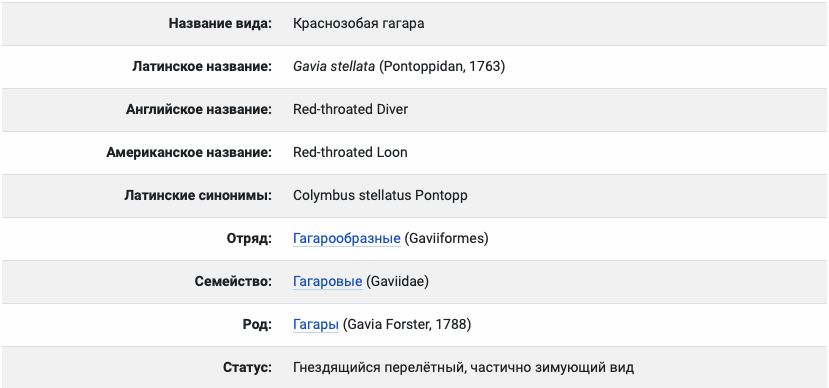 Название вида: Краснозобая гагара
Латинское название: Gavia stellata (Pontoppidan, 1763)
Английское название: Red-throated Diver
Американское название: Red-throated Loon
Латинские синонимы: Colymbus stellatus Pontopp
Отряд: Гагарообразные (Gaviiformes)
Семейство: Гагаровые (Gaviidae)
Род: Гагары (Gavia Forster, 1788)
Статус: Гнездящийся перелётный, частично зимующий вид